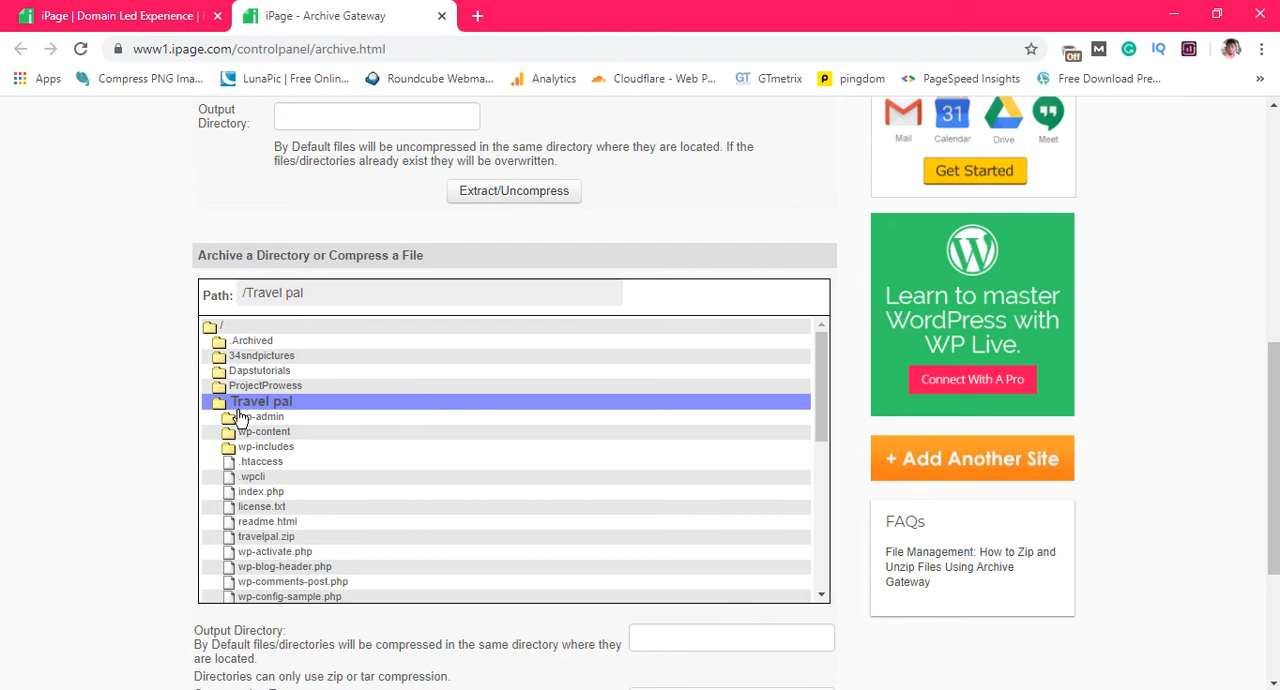 iPage | Domain Led Experience |
iPage - Archive Gateway
www1.ipage.com/controlpanel/archive.html
Off
M
G
IQ
Apps
Compress PNG Ima...
LunaPic | Free Onlin...
Roundcube Webma...
Analytics
Cloudflare - Web P...
GT GTmetrix
p pingdom
PageSpeed Insights
Free Download Pre...
»
Output
Directory:
By Default files will be uncompressed in the same directory where they are located. If the
files/directories already exist they will be overwritten.
Extract/Uncompress
Archive a Directory or Compress a File
Path: /Travel pal
/
.Archived
34sndpictures
Dapstutorials
ProjectProwess
Travel pal
wp-admin
wp-content
wp-includes
.htaccess
.wpcli
index.php
license.txt
readme.html
travelpal.zip
wp-activate.php
wp-blog-header.php
wp-comments-post.php
wp-config-sample.php
Output Directory:
By Default files/directories will be compressed in the same directory where they
are located.
Directories can only use zip or tar compression.
31
Mail
Calendar
Drive
Meet
Get Started
Learn to master
WordPress with
WP Live.
Connect With A Pro
+ Add Another Site
FAQs
File Management: How to Zip and
Unzip Files Using Archive
Gateway